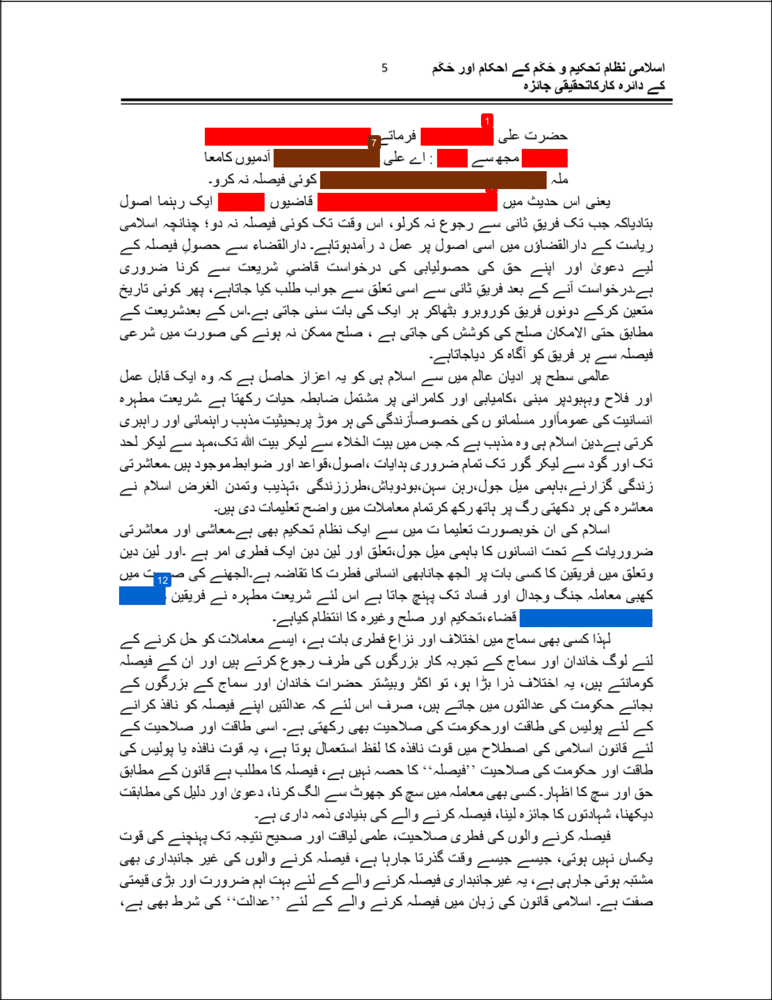 اسلامی نظام تحکیم و حَکَم کے احکام اور حَکَم 5
کے دائرہ کارکاتحقیقی جائزہ
1
حضرت علی فرماتے
7
مجھ سے : اے علی آدمیوں کامعا
ملہ کوئی فیصلہ نہ کرو۔
یعنی اس حدیث میں قاضیوں ایک رہنما اصول
بتادیاکہ جب تک فریقِ ثانی سے رجوع نہ کرلو، اس وقت تک کوئی فیصلہ نہ دو؛ چنانچہ اسلامی
ریاست کے دارالقضاؤں میں اسی اصول پر عمل د رآمدہوتاہے۔ دارالقضاء سے حصولِ فیصلہ کے
لیے دعویٰ اور اپنے حق کی حصولیابی کی درخواست قاضیِ شریعت سے کرنا ضروری
ہے۔درخواست آنے کے بعد فریقِ ثانی سے اسی تعلق سے جواب طلب کیا جاتاہے، پھر کوئی تاریخ
متعین کرکے دونوں فریق کوروبرو بٹھاکر ہر ایک کی بات سنی جاتی ہے۔اس کے بعدشریعت کے
مطابق حتی الامکان صلح کی کوشش کی جاتی ہے ، صلح ممکن نہ ہونے کی صورت میں شرعی
فیصلہ سے ہر فریق کو آگاہ کر دیاجاتاہے۔
عالمی سطح پر ادیان عالم میں سے اسلام ہی کو یہ اعزاز حاصل ہے کہ وہ ایک قابل عمل
اور فلاح وبہبودپر مبنی ،کامیابی اور کامرانی پر مشتمل ضابطہ حیات رکھتا ہے ۔شریعت مطہرہ
انسانیت کی عموماًاور مسلمانو ں کی خصوصاًزندگی کی ہر موڑ پربحیثیت مذہب راہنمائی اور راہبری
کرتی ہے۔دین اسلام ہی وہ مذہب ہے کہ جس میں بیت الخلاء سے لیکر بیت اللہ تک،مہد سے لیکر لحد
تک اور گود سے لیکر گور تک تمام ضروری ہدایات ،اصول،قواعد اور ضوابط موجود ہیں ۔معاشرتی
زندگی گزارنے،باہمی میل جول،رہن سہن،بودوباش،طرززندگی ،تہذیب وتمدن الغرض اسلام نے
معاشرہ کی ہر دکھتی رگ پر ہاتھ رکھ کرتمام معاملات میں واضح تعلیمات دی ہیں۔
اسلام کی ان خوبصورت تعلیما ت میں سے ایک نظام تحکیم بھی ہے۔معاشی اور معاشرتی
ضروریات کے تحت انسانوں کا باہمی میل جول،تعلق اور لین دین ایک فطری امر ہے ۔اور لین دین
وتعلق میں فریقین کا کسی بات پر الجھ جانابھی انسانی فطرت کا تقاضہ ہے۔الجھنے کی میں
12
کھبی معاملہ جنگ وجدال اور فساد تک پہنچ جاتا ہے اس لئے شریعت مطہرہ نے فریقین
قضاء،تحکیم اور صلح وغیرہ کا انتظام کیاہے۔
لہذا کسی بھی سماج میں اختلاف اور نزاع فطری بات ہے، ایسے معاملات کو حل کرنے کے
لئے لوگ خاندان اور سماج کے تجربہ کار بزرگوں کی طرف رجوع کرتے ہیں اور ان کے فیصلہ
کومانتے ہیں، یہ اختلاف ذرا بڑا ہو، تو اکثر وبیشتر حضرات خاندان اور سماج کے بزرگوں کے
بجائے حکومت کی عدالتوں میں جاتے ہیں، صرف اس لئے کہ عدالتیں اپنے فیصلہ کو نافذ کرانے
کے لئے پولیس کی طاقت اورحکومت کی صلاحیت بھی رکھتی ہے۔ اسی طاقت اور صلاحیت کے
لئے قانون اسلامی کی اصطلاح میں قوت نافذہ کا لفظ استعمال ہوتا ہے، یہ قوت نافذہ یا پولیس کی
طاقت اور حکومت کی صلاحیت ’’فیصلہ‘‘ کا حصہ نہیں ہے، فیصلہ کا مطلب ہے قانون کے مطابق
حق اور سچ کا اظہار۔ کسی بھی معاملہ میں سچ کو جھوٹ سے الگ کرنا، دعویٰ اور دلیل کی مطابقت
دیکھنا، شہادتوں کا جائزہ لینا، فیصلہ کرنے والے کی بنیادی ذمہ داری ہے۔
فیصلہ کرنے والوں کی فطری صلاحیت، علمی لیاقت اور صحیح نتیجہ تک پہنچنے کی قوت
یکساں نہیں ہوتی، جیسے جیسے وقت گذرتا جارہا ہے، فیصلہ کرنے والوں کی غیر جانبداری بھی
مشتبہ ہوتی جارہی ہے، یہ غیرجانبداری فیصلہ کرنے والے کے لئے بہت اہم ضرورت اور بڑی قیمتی
صفت ہے۔ اسلامی قانون کی زبان میں فیصلہ کرنے والے کے لئے ’’عدالت‘‘ کی شرط بھی ہے،